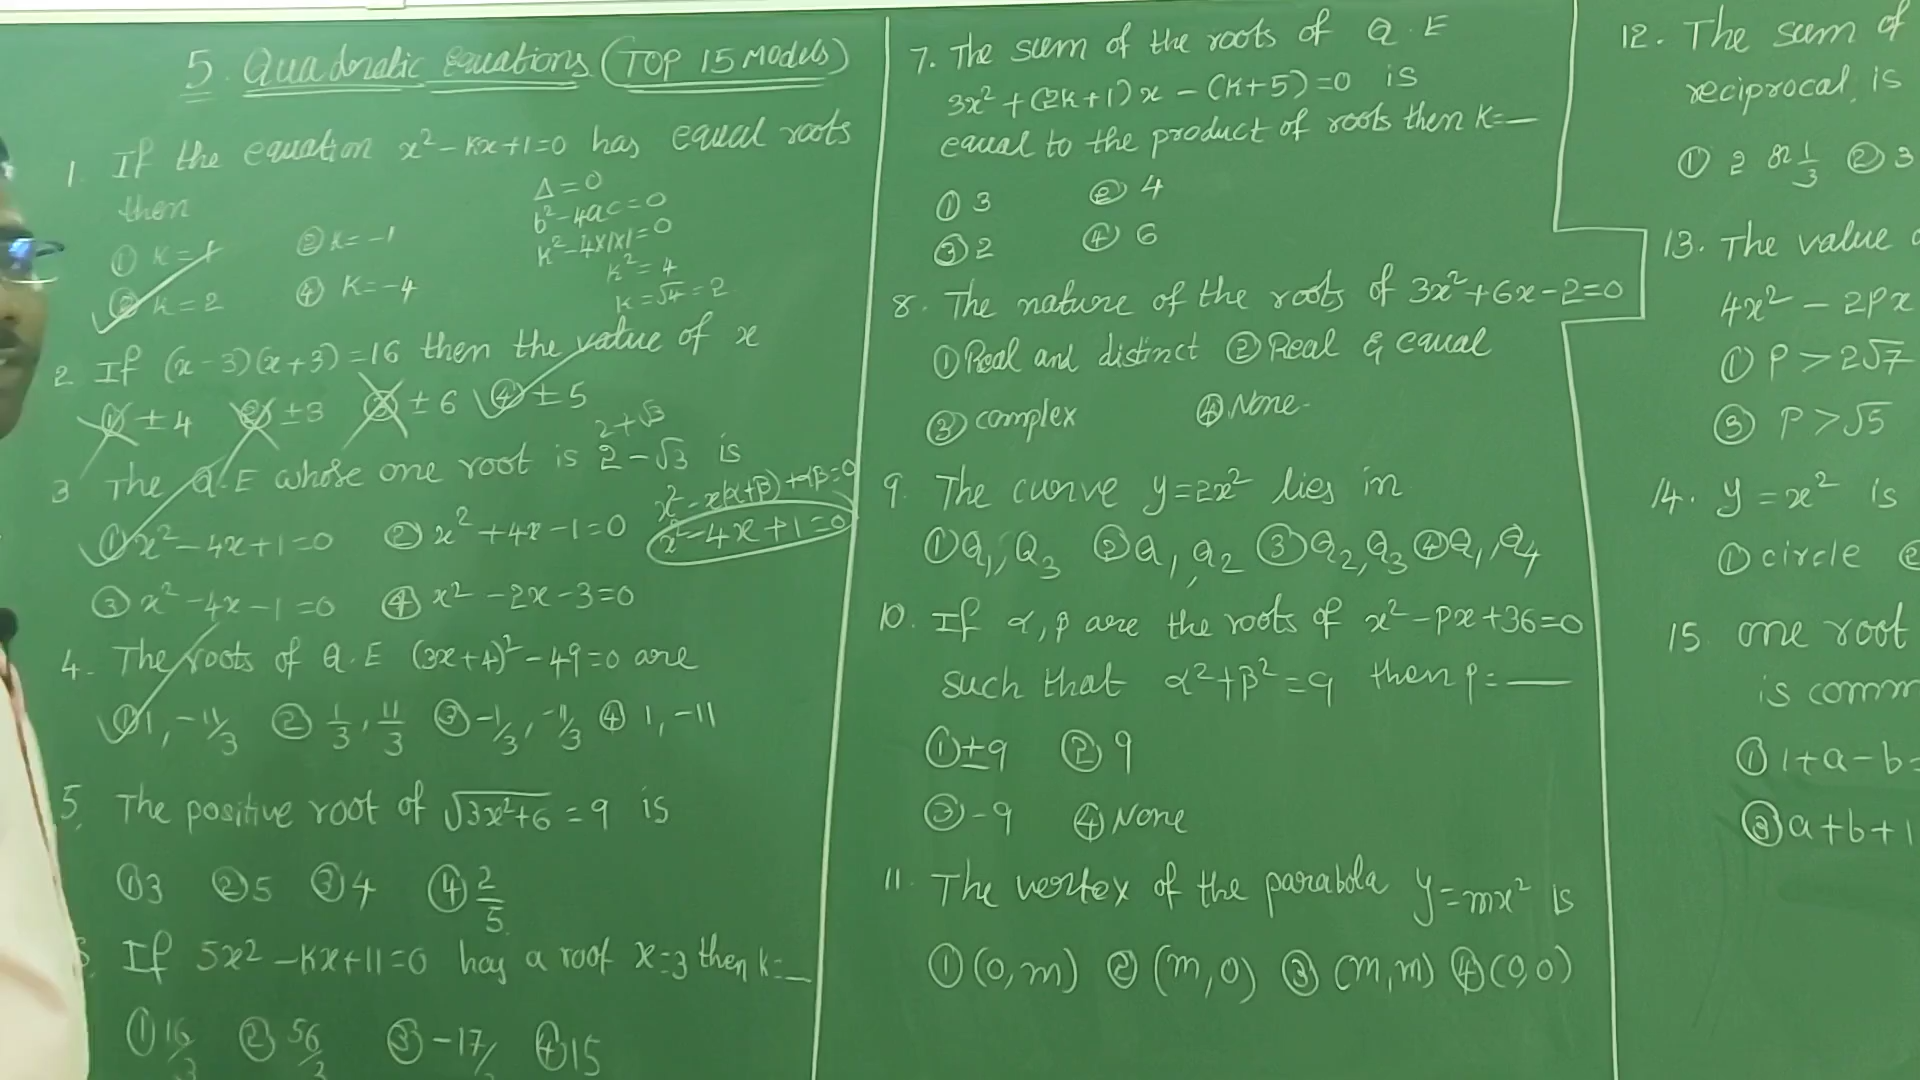 5. Quadratic equations (TOP 15 Models)
1. If the equation x² - kx + 1 = 0 has equal roots
then
Δ = 0
b² - 4ac = 0
k² - 4×1×1 = 0
k² = 4
k = √4 = 2
① K = 1 ② K = -1
③ K = 2 ④ K = -4
2. If (x - 3)(x + 3) = 16 then the value of x
① ± 4 ② ± 3 ③ ± 6 ④ ± 5
2 + √3
3 The Q.E whose one root is 2 - √3 is
x² - x(α+β) + αβ = 0
x² - 4x + 1 = 0
① x² - 4x + 1 = 0 ② x² + 4x - 1 = 0
③ x² - 4x - 1 = 0 ④ x² - 2x - 3 = 0
4. The roots of Q.E (3x+4)² - 49 = 0 are
① 1, -11/3 ② 1/3, 11/3 ③ -1/3, -11/3 ④ 1, -11
5. The positive root of √3x²+6 = 9 is
① 3 ② 5 ③ 4 ④ 2/5
If 5x² - Kx + 11 = 0 has a root x = 3 then k = _
① 16/3 ② 56/3 ③ -17/ ④ 15
7. The sum of the roots of Q.E
3x² + (2k+1)x - (k+5) = 0 is
equal to the product of roots then K = _
① 3 ② 4
③ 2 ④ 6
8. The nature of the roots of 3x² + 6x - 2 = 0
① Real and distinct ② Real & equal
③ complex ④ None
9. The curve y = 2x² lies in
① Q₁, Q₃ ② Q₁, Q₂ ③ Q₂, Q₃ ④ Q₁, Q₄
10. If α, β are the roots of x² - px + 36 = 0
such that α² + β² = 9 then p = __
① ±9 ② 9
③ -9 ④ None
11. The vertex of the parabola y = mx² is
① (0, m) ② (m, 0) ③ (m, m) ④ (0, 0)
12. The sum of
reciprocal is
① 2 or 1/3 ② 3
13. The value
4x² - 2px
① P > 2√7
③ P > √5
14. y = x² is
① circle ②
15. one root
is comm
① 1 + a - b =
③ a + b + 1